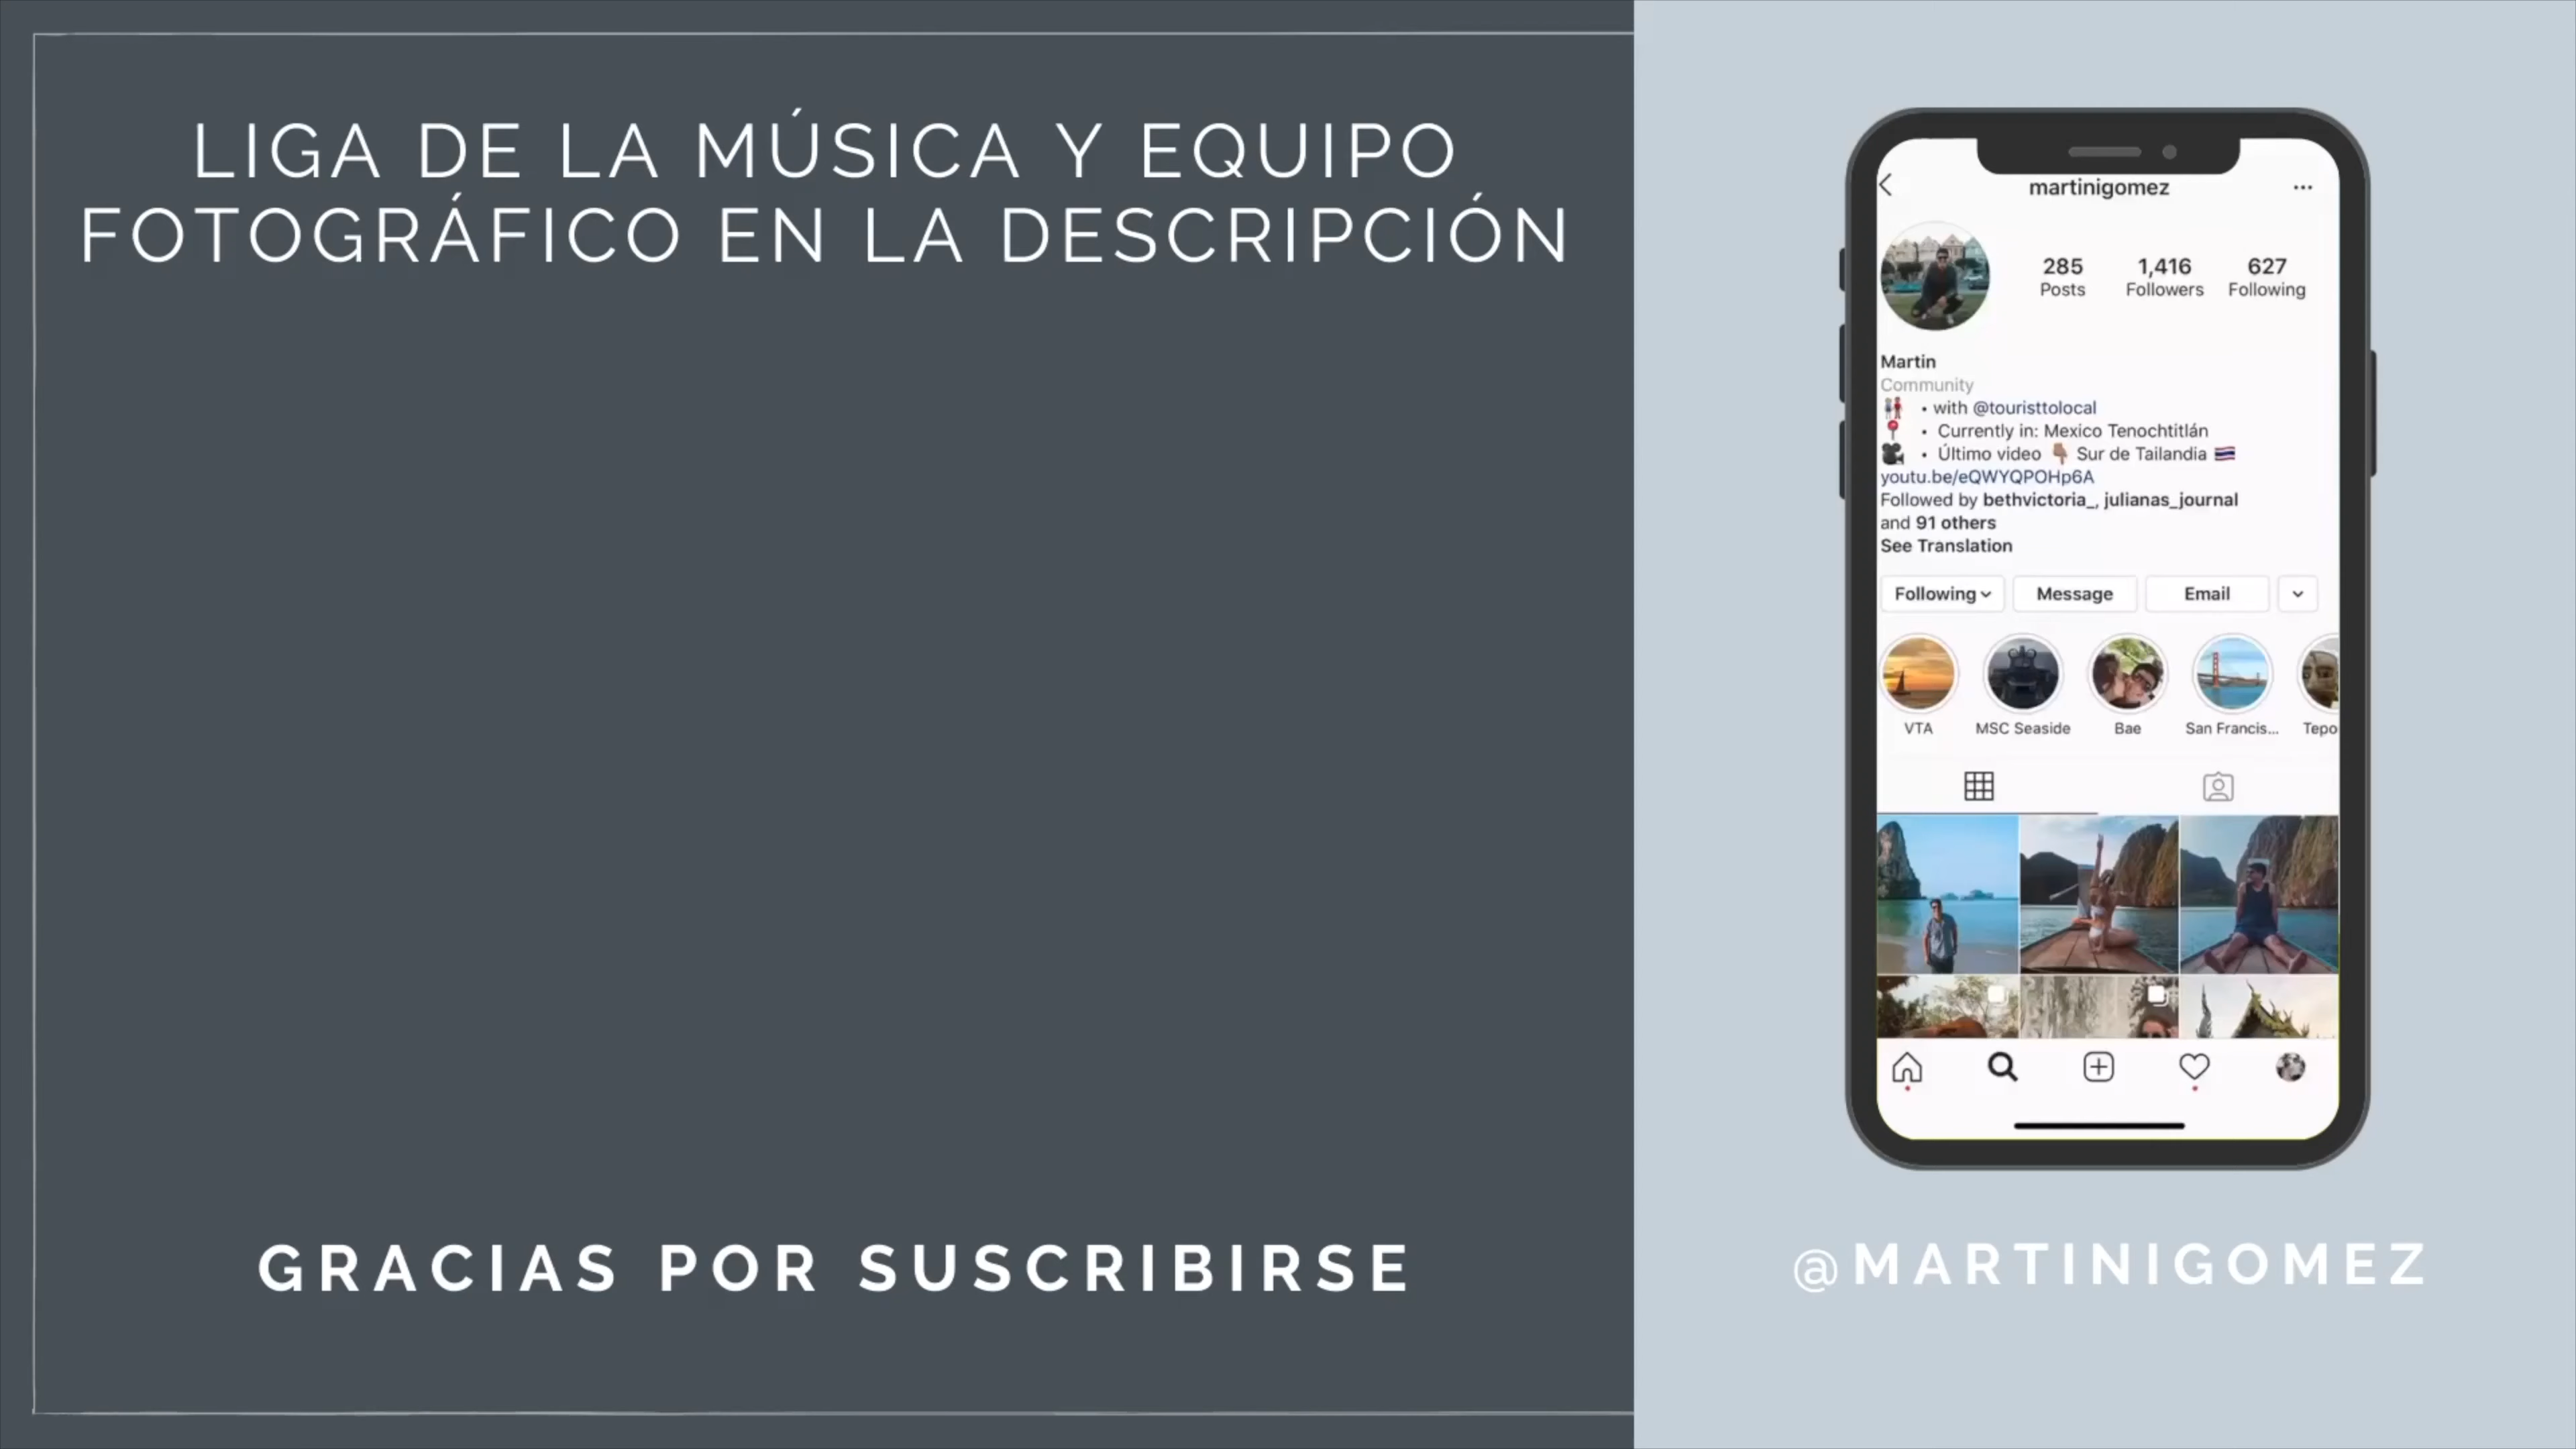 LIGA DE LA MÚSICA Y EQUIPO
FOTOGRÁFICO EN LA DESCRIPCIÓN
GRACIAS POR SUSCRIBIRSE
martinigomez
285 1,416 627
Posts Followers Following
Martin
Community
• with @touristtolocal
• Currently in: Mexico Tenochtitlán
• Último video Sur de Tailandia
youtu.be/eQWYQPOHp6A
Followed by bethvictoria_, julianas_journal
and 91 others
See Translation
Following Message Email
VTA MSC Seaside Bae San Francis... Tepo
@MARTINIGOMEZ